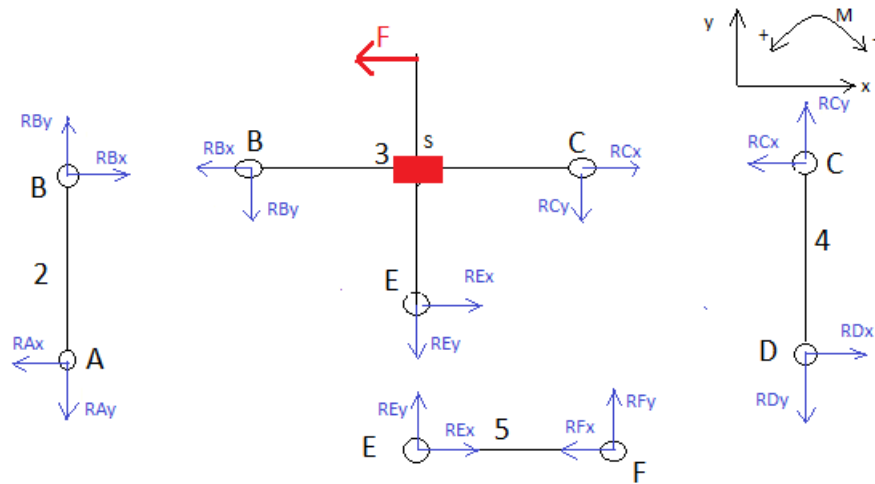 F
y
M
+
-
x
RBy
RBx
B
2
RAx
A
RAy
RBx
B
3
s
C
RCx
RBy
RCy
E
REx
REy
RCy
RCx
C
4
D
RDx
RDy
REy
RFy
REx
5
RFx
E
F